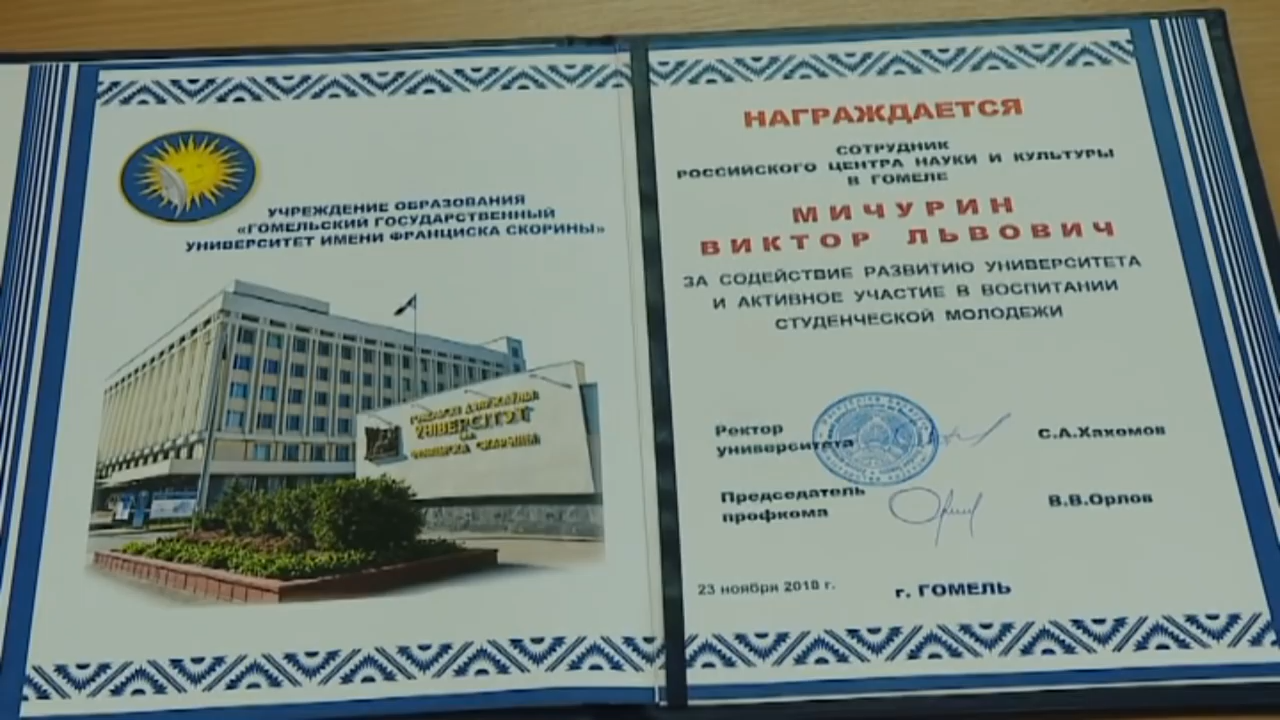 УЧРЕЖДЕНИЕ ОБРАЗОВАНИЯ
«ГОМЕЛЬСКИЙ ГОСУДАРСТВЕННЫЙ
УНИВЕРСИТЕТ ИМЕНИ ФРАНЦИСКА СКОРИНЫ»
УНІВЕРСІТЭТ
НАГРАЖДАЕТСЯ
СОТРУДНИК
РОССИЙСКОГО ЦЕНТРА НАУКИ И КУЛЬТУРЫ
В ГОМЕЛЕ
МИЧУРИН
ВИКТОР ЛЬВОВИЧ
ЗА СОДЕЙСТВИЕ РАЗВИТИЮ УНИВЕРСИТЕТА
И АКТИВНОЕ УЧАСТИЕ В ВОСПИТАНИИ
СТУДЕНЧЕСКОЙ МОЛОДЕЖИ
Ректор
университета
С.А.Хахомов
Председатель
профкома
В.В.Орлов
23 ноября 2018 г.
г. ГОМЕЛЬ